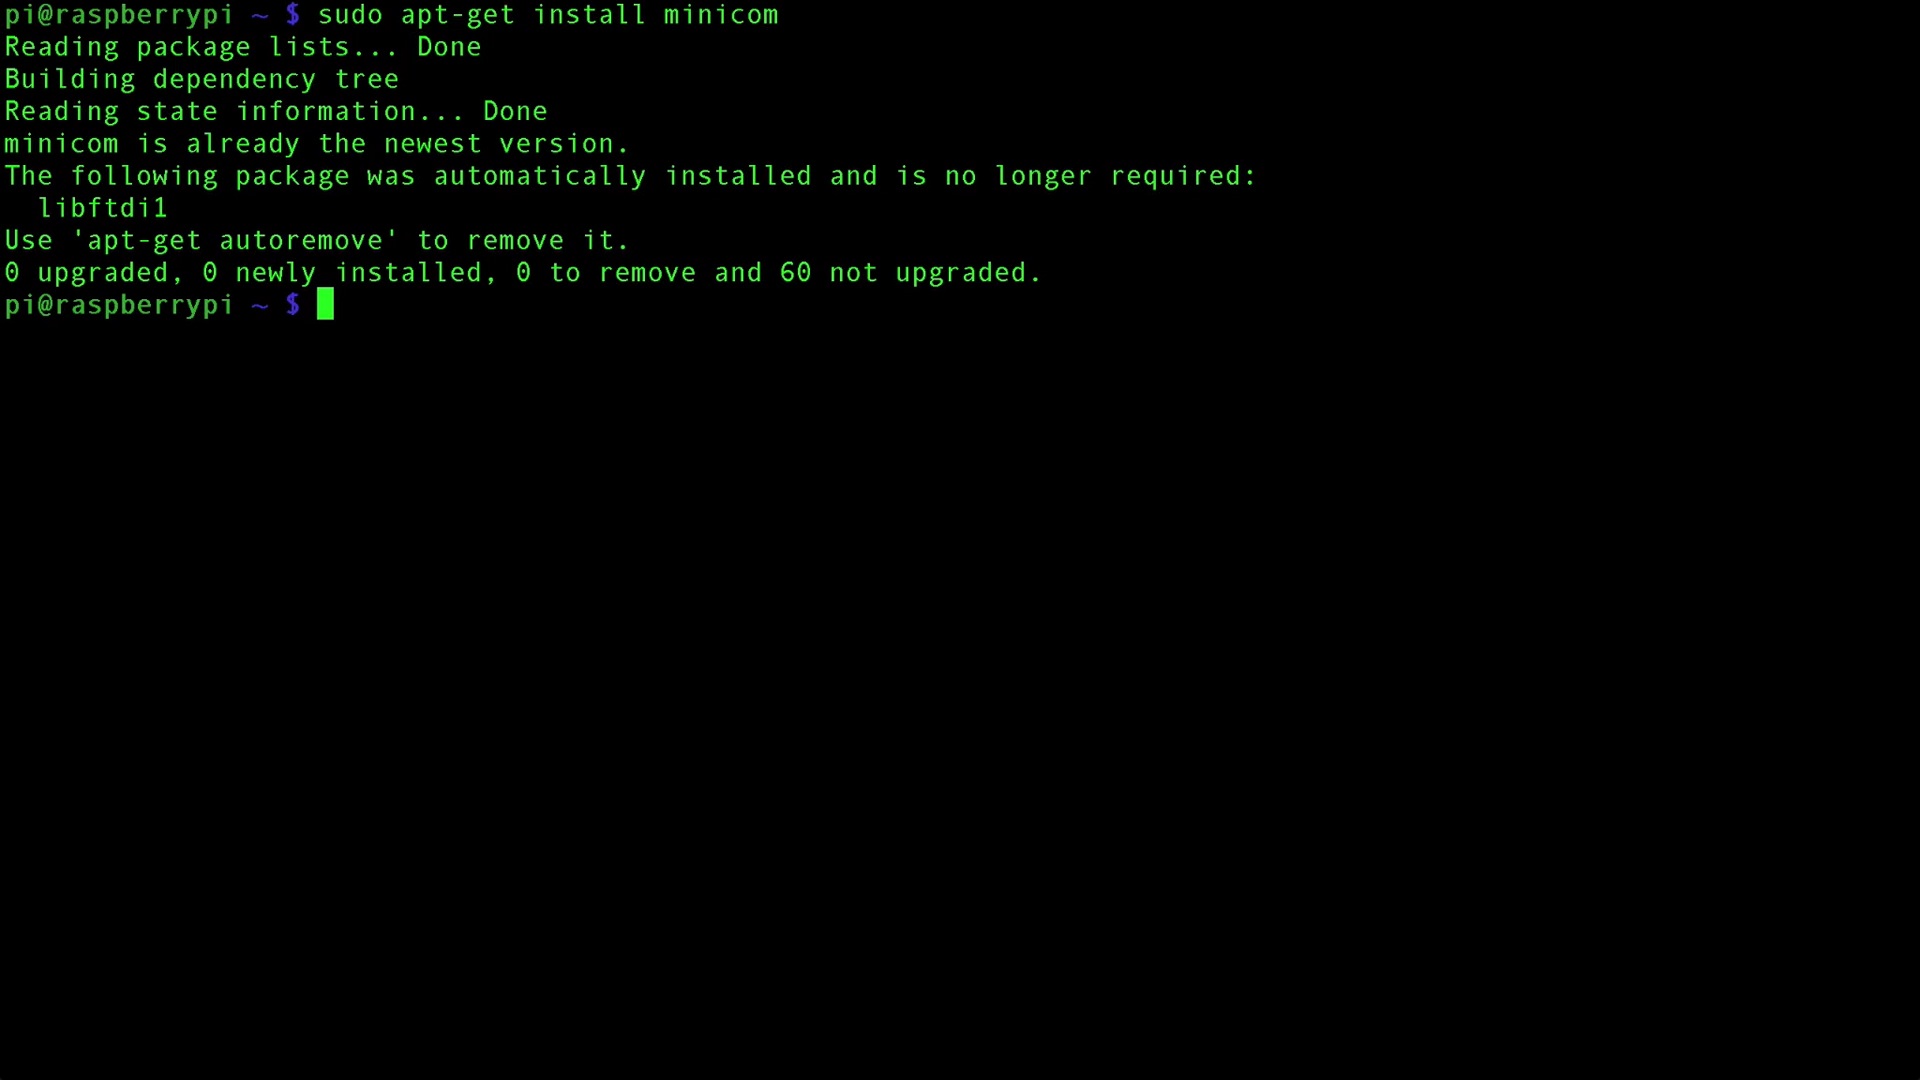 pi@raspberrypi ~ $ sudo apt-get install minicom
Reading package lists... Done
Building dependency tree
Reading state information... Done
minicom is already the newest version.
The following package was automatically installed and is no longer required:
  libftdi1
Use 'apt-get autoremove' to remove it.
0 upgraded, 0 newly installed, 0 to remove and 60 not upgraded.
pi@raspberrypi ~ $